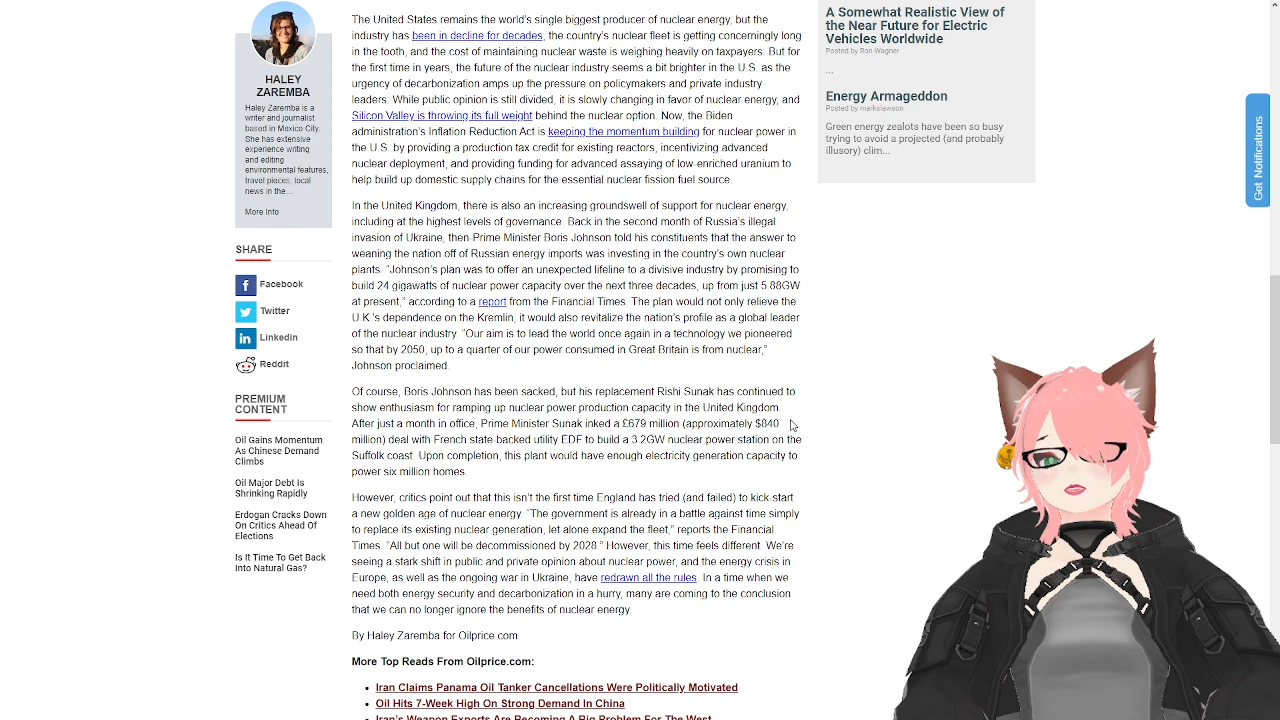 HALEY
ZAREMBA
Haley Zaremba is a
writer and journalist
based in Mexico City.
She has extensive
experience writing
and editing
environmental features,
travel pieces, local
news in the...
More Info
SHARE
Facebook
Twitter
Linkedin
Reddit
PREMIUM
CONTENT
Oil Gains Momentum
As Chinese Demand
Climbs
Oil Major Debt Is
Shrinking Rapidly
Erdogan Cracks Down
On Critics Ahead Of
Elections
Is It Time To Get Back
Into Natural Gas?
The United States remains the world's single biggest producer of nuclear energy, but the
industry has been in decline for decades, the country's nuclear fleet is getting concerningly long
in the tooth, and the cost of maintaining nuclear waste is weighing heavily on taxpayers. But for
the first time in years, the future of the nuclear industry seems a bit brighter in the U.S. as the
urgency of decarbonization amps up the pressure on policymakers and private industry
leaders. While public opinion is still divided, it is slowly changing in favor of nuclear energy, and
Silicon Valley is throwing its full weight behind the nuclear option. Now, the Biden
administration's Inflation Reduction Act is keeping the momentum building for nuclear power in
the U.S. by providing a production tax credit for existing reactors, incentivizing advanced
nuclear deployment, and providing funding for advanced assaying of low-enriched uranium to
help build up domestic supply chains for the essential nuclear fission fuel source.
In the United Kingdom, there is also an increasing groundswell of support for nuclear energy,
including at the highest levels of governance. Back in the second month of Russia's illegal
invasion of Ukraine, then-Prime Minister Boris Johnson told his constituents that the answer to
weaning the nation off of Russian energy imports was investing in the country's own nuclear
plants. "Johnson's plan was to offer an unexpected lifeline to a divisive industry by promising to
build 24 gigawatts of nuclear power capacity over the next three decades, up from just 5.88GW
at present," according to a report from the Financial Times. The plan would not only relieve the
U.K.'s dependence on the Kremlin, it would also revitalize the nation's profile as a global leader
of the nuclear industry. "Our aim is to lead the world once again in a technology we pioneered
so that by 2050, up to a quarter of our power consumed in Great Britain is from nuclear,"
Johnson proclaimed.
Of course, Boris Johnson has been sacked, but his replacement Rishi Sunak has continued to
show enthusiasm for ramping up nuclear power production capacity in the United Kingdom.
After just a month in office, Prime Minister Sunak inked a £679 million (approximately $840
million) deal with French state-backed utility EDF to build a 3.2GW nuclear power station on the
Suffolk coast. Upon completion, this plant would have enough electricity generation capacity to
power six million homes.
However, critics point out that this isn't the first time England has tried (and failed) to kick-start
a new golden age of nuclear energy. "The government is already in a battle against time simply
to replace its existing nuclear generation, let alone expand the fleet," reports the Financial
Times. "All but one will be decommissioned by 2028." However, this time feels different. We're
seeing a stark shift in public and private opinion about nuclear power, and the energy crisis in
Europe, as well as the ongoing war in Ukraine, have redrawn all the rules. In a time when we
need both energy security and decarbonization in a hurry, many are coming to the conclusion
that we can no longer ignore the benefits of nuclear energy.
By Haley Zaremba for Oilprice.com
More Top Reads From Oilprice.com:
Iran Claims Panama Oil Tanker Cancellations Were Politically Motivated
Oil Hits 7-Week High On Strong Demand In China
Iran's Weapon Exports Are Becoming A Big Problem For The West
A Somewhat Realistic View of
the Near Future for Electric
Vehicles Worldwide
Posted by Ron Wagner
...
Energy Armageddon
Posted by markslawson
Green energy zealots have been so busy
trying to avoid a projected (and probably
illusory) clim...
Get Notifications